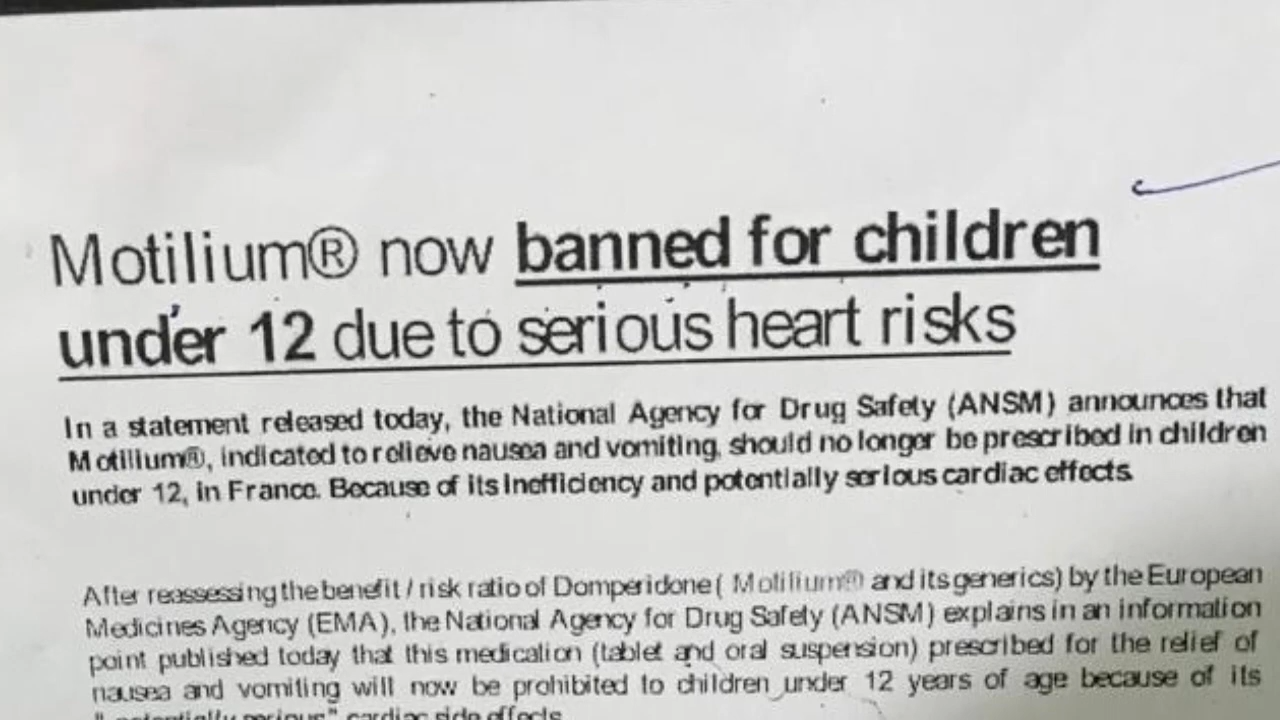 Motilium® now banned for children
under 12 due to serious heart risks
In a statement released today, the National Agency for Drug Safety (ANSM) announces that
Motilium®, indicated to relieve nausea and vomiting, should no longer be prescribed in children
under 12, in France. Because of its inefficiency and potentially serious cardiac effects.
After reassessing the benefit / risk ratio of Domperidone ( Motilium® and its generics) by the European
Medicines Agency (EMA), the National Agency for Drug Safety (ANSM) explains in an information
point published today that this medication (tablet and oral suspension) prescribed for the relief of
nausea and vomiting will now be prohibited to children under 12 years of age because of its
" potentially serious" cardiac side effects